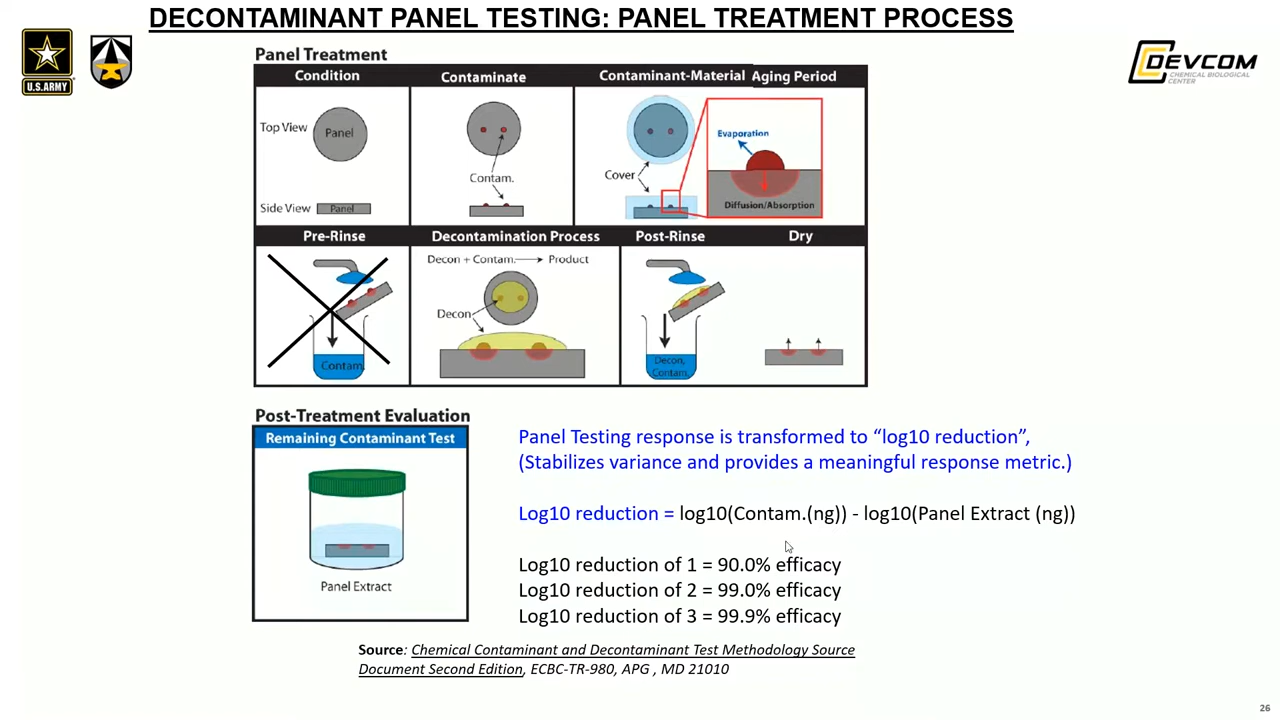 DECONTAMINANT PANEL TESTING: PANEL TREATMENT PROCESS
U.S.ARMY
DEVCOM
CHEMICAL BIOLOGICAL
CENTER
Panel Treatment
Condition
Contaminate
Contaminant-Material Aging Period
Top View
Panel
Side View
Panel
Contam.
Cover
Evaporation
Diffusion/Absorption
Pre-Rinse
Decontamination Process
Post-Rinse
Dry
Contam.
Decon + Contam. Product
Decon
Decon,
Contam.
Post-Treatment Evaluation
Remaining Contaminant Test
Panel Extract
Panel Testing response is transformed to “log10 reduction”,
(Stabilizes variance and provides a meaningful response metric.)
Log10 reduction = log10(Contam.(ng)) - log10(Panel Extract (ng))
Log10 reduction of 1 = 90.0% efficacy
Log10 reduction of 2 = 99.0% efficacy
Log10 reduction of 3 = 99.9% efficacy
Source: Chemical Contaminant and Decontaminant Test Methodology Source
Document Second Edition, ECBC-TR-980, APG , MD 21010
26